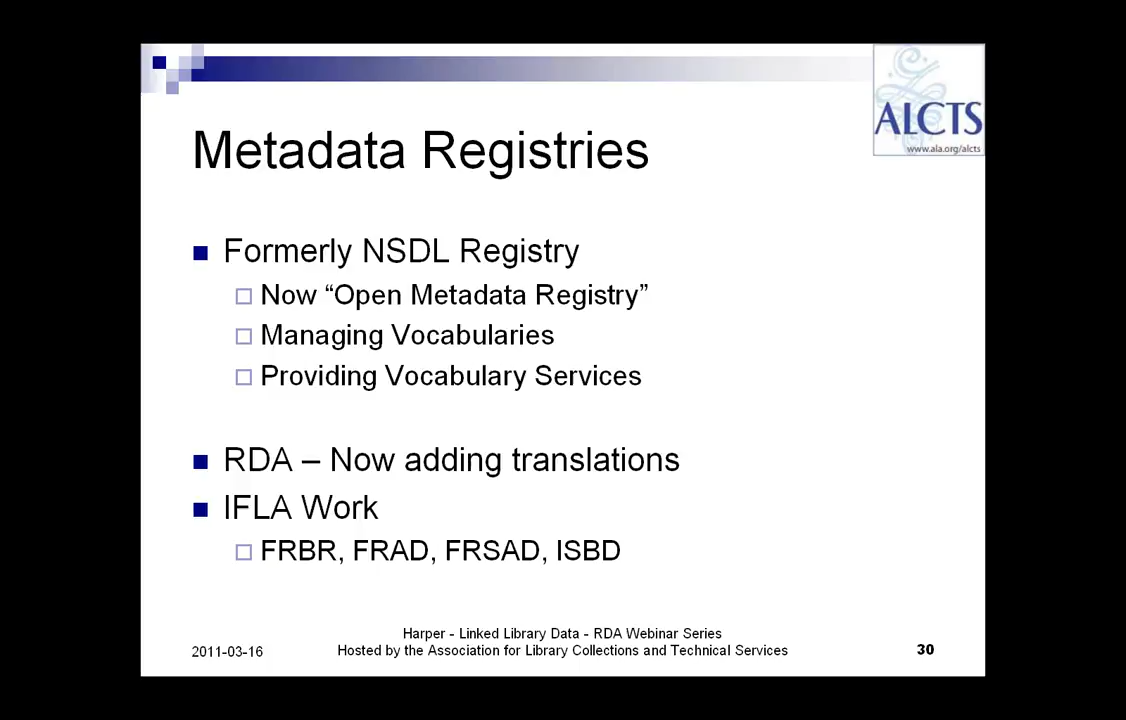 ALCTS
www.ala.org/alcts
Metadata Registries
Formerly NSDL Registry
Now “Open Metadata Registry”
Managing Vocabularies
Providing Vocabulary Services
RDA – Now adding translations
IFLA Work
FRBR, FRAD, FRSAD, ISBD
2011-03-16
Harper - Linked Library Data - RDA Webinar Series
Hosted by the Association for Library Collections and Technical Services
30